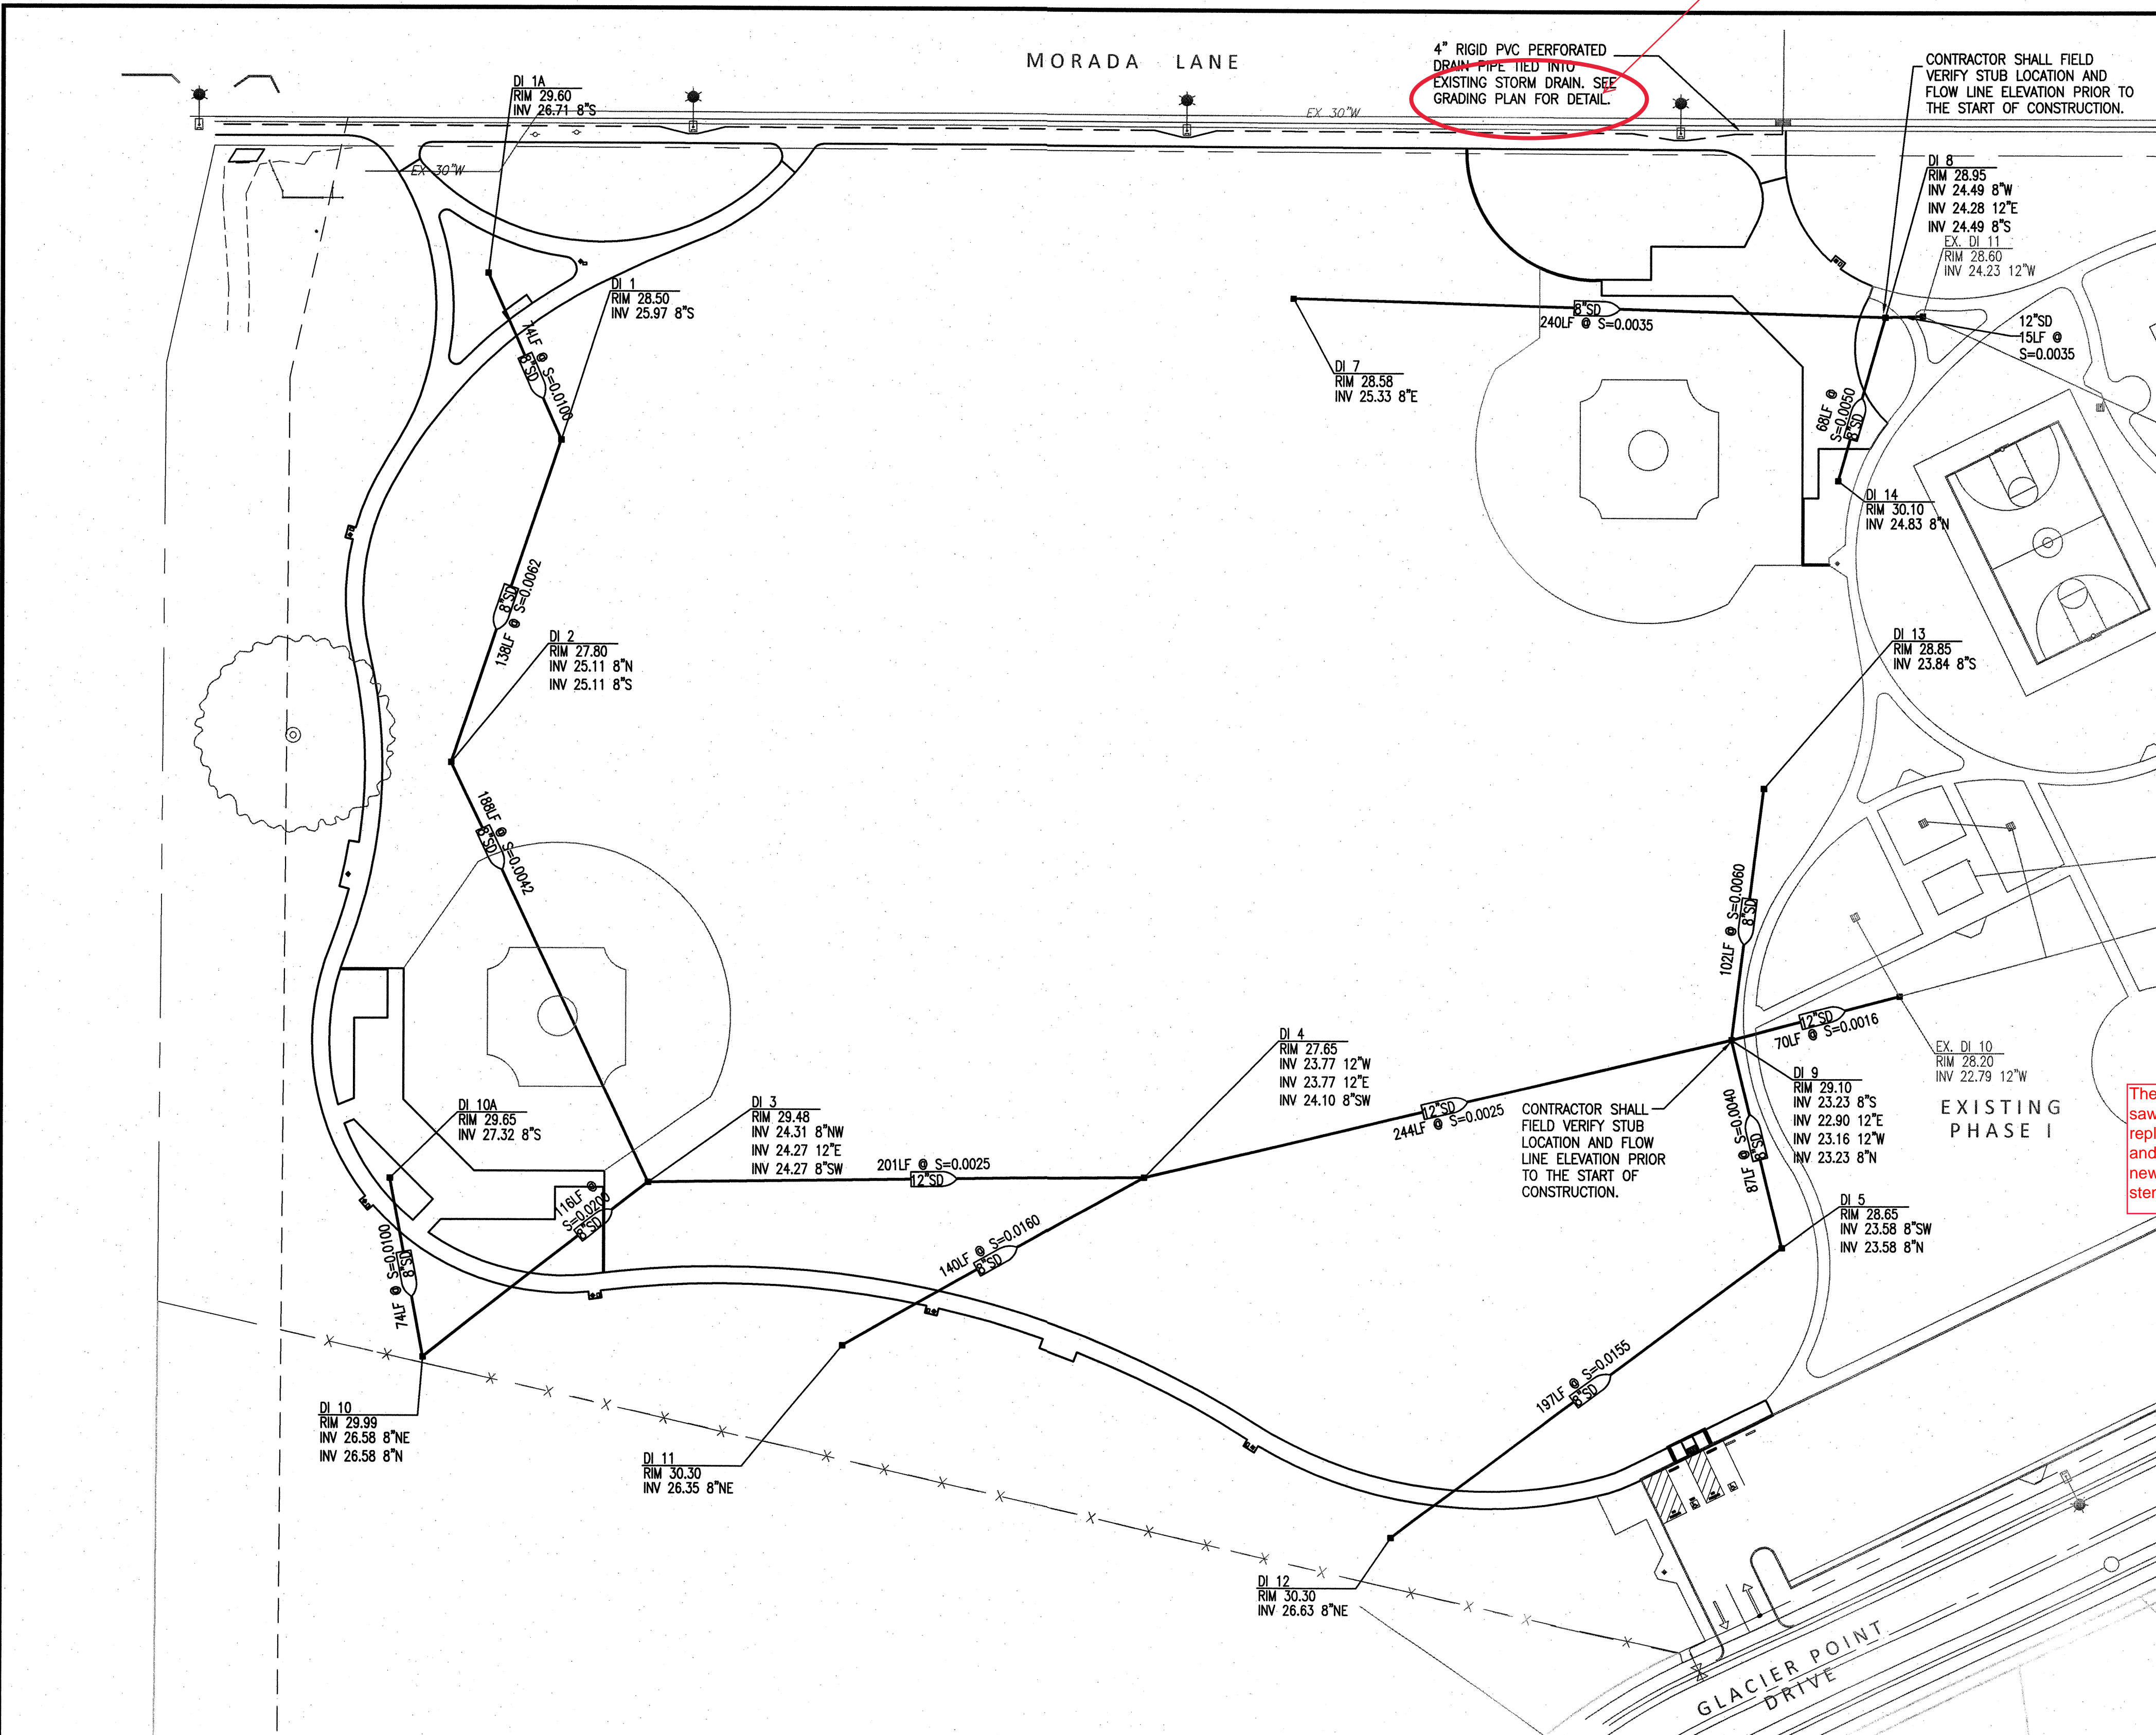 MORADA LANE
4" RIGID PVC PERFORATED
DRAIN PIPE TIED INTO
EXISTING STORM DRAIN. SEE
GRADING PLAN FOR DETAIL.
CONTRACTOR SHALL FIELD
VERIFY STUB LOCATION AND
FLOW LINE ELEVATION PRIOR TO
THE START OF CONSTRUCTION.
DI 1A
RIM 29.60
INV 26.71 8"S
EX 30"W
EX 30"W
DI 8
RIM 28.95
INV 24.49 8"W
INV 24.28 12"E
INV 24.49 8"S
EX. DI 11
RIM 28.60
INV 24.23 12"W
DI 1
RIM 28.50
INV 25.97 8"S
8"SD
240LF @ S=0.0035
12"SD
15LF @
S=0.0035
74LF @ S=0.0100
8"SD
DI 7
RIM 28.58
INV 25.33 8"E
68LF @
S=0.0050
8"SD
DI 14
RIM 30.10
INV 24.83 8"N
8"SD
138LF @ S=0.0062
DI 2
RIM 27.80
INV 25.11 8"N
INV 25.11 8"S
DI 13
RIM 28.85
INV 23.84 8"S
188LF @ S=0.0042
8"SD
102LF @ S=0.0060
8"SD
12"SD
70LF @ S=0.0016
EX. DI 10
RIM 28.20
INV 22.79 12"W
DI 4
RIM 27.65
INV 23.77 12"W
INV 23.77 12"E
INV 24.10 8"SW
DI 9
RIM 29.10
INV 23.23 8"S
INV 22.90 12"E
INV 23.16 12"W
INV 23.23 8"N
EXISTING
PHASE I
The
saw
repl
and
new
ster
DI 10A
RIM 29.65
INV 27.32 8"S
DI 3
RIM 29.48
INV 24.31 8"NW
INV 24.27 12"E
INV 24.27 8"SW
12"SD
244LF @ S=0.0025
CONTRACTOR SHALL
FIELD VERIFY STUB
LOCATION AND FLOW
LINE ELEVATION PRIOR
TO THE START OF
CONSTRUCTION.
87LF @ S=0.0040
8"SD
201LF @ S=0.0025
12"SD
116LF @
S=0.0200
8"SD
DI 5
RIM 28.65
INV 23.58 8"SW
INV 23.58 8"N
74LF @ S=0.0100
8"SD
140LF @ S=0.0160
8"SD
197LF @ S=0.0155
8"SD
DI 10
RIM 29.99
INV 26.58 8"NE
INV 26.58 8"N
DI 11
RIM 30.30
INV 26.35 8"NE
DI 12
RIM 30.30
INV 26.63 8"NE
GLACIER POINT
DRIVE